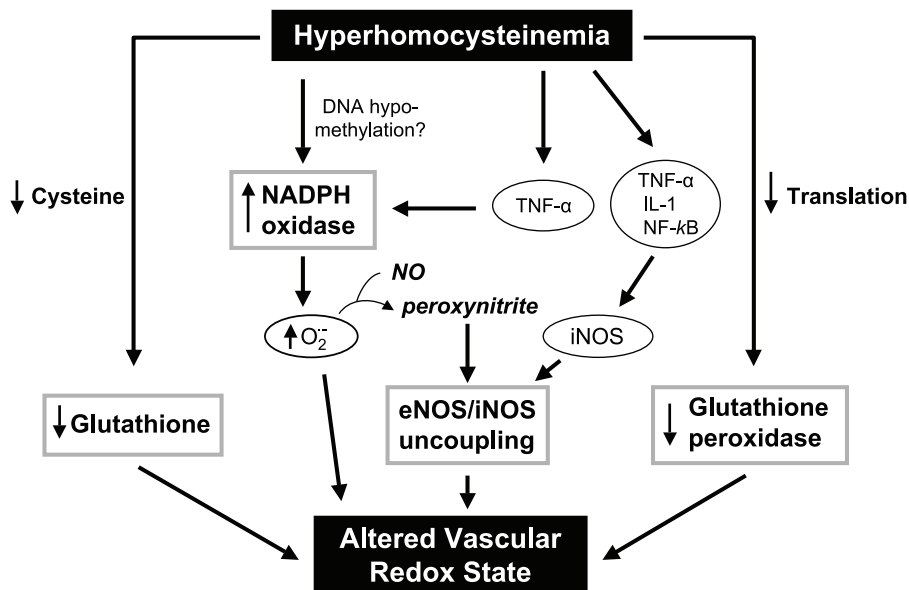 Hyperhomocysteinemia
DNA hypo-
methylation?
↓ Cysteine
↑ NADPH
oxidase
TNF-α
TNF-α
IL-1
NF-kB
↓ Translation
NO
peroxynitrite
↑ O₂·̄
iNOS
↓ Glutathione
eNOS/iNOS
uncoupling
↓ Glutathione
peroxidase
Altered Vascular
Redox State